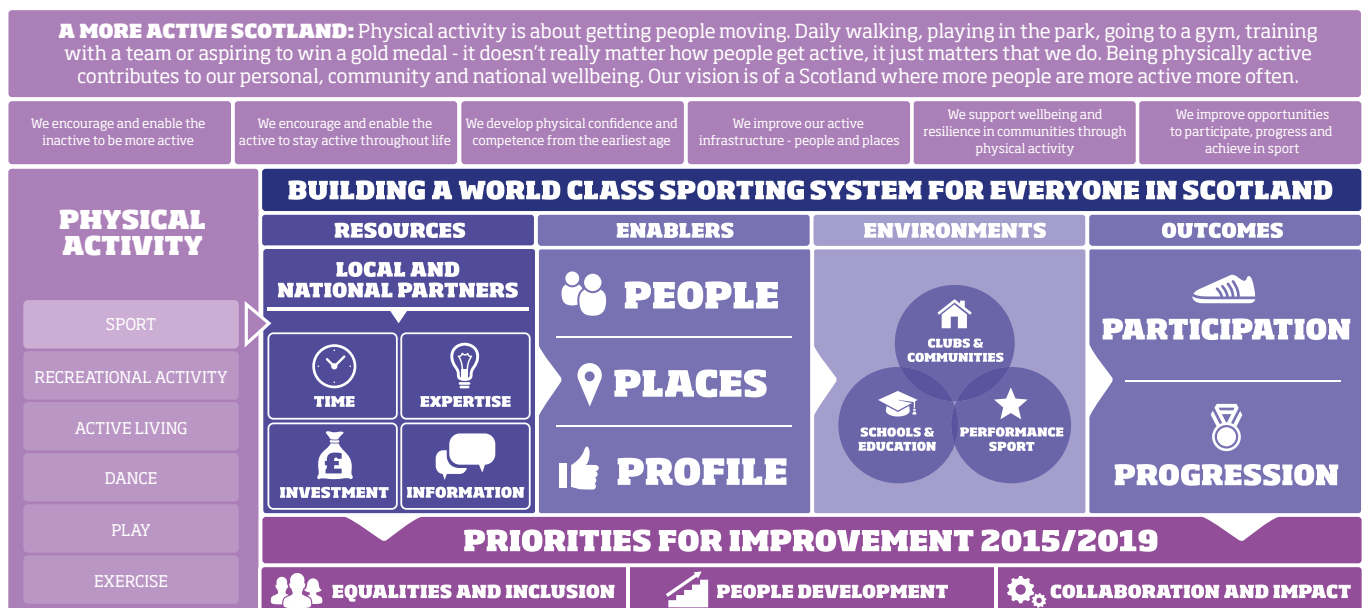 A MORE ACTIVE SCOTLAND: Physical activity is about getting people moving. Daily walking, playing in the park, going to a gym, training
with a team or aspiring to win a gold medal - it doesn't really matter how people get active, it just matters that we do. Being physically active
contributes to our personal, community and national wellbeing. Our vision is of a Scotland where more people are more active more often.
We encourage and enable the
inactive to be more active
We encourage and enable the
active to stay active throughout life
We develop physical confidence and
competence from the earliest age
We improve our active
infrastructure - people and places
We support wellbeing and
resilience in communities through
physical activity
We improve opportunities
to participate, progress and
achieve in sport
PHYSICAL
ACTIVITY
SPORT
RECREATIONAL ACTIVITY
ACTIVE LIVING
DANCE
PLAY
EXERCISE
BUILDING A WORLD CLASS SPORTING SYSTEM FOR EVERYONE IN SCOTLAND
RESOURCES
LOCAL AND
NATIONAL PARTNERS
TIME
EXPERTISE
£
INVESTMENT
INFORMATION
ENABLERS
PEOPLE
PLACES
PROFILE
ENVIRONMENTS
CLUBS &
COMMUNITIES
SCHOOLS &
EDUCATION
PERFORMANCE
SPORT
OUTCOMES
PARTICIPATION
PROGRESSION
PRIORITIES FOR IMPROVEMENT 2015/2019
EQUALITIES AND INCLUSION
PEOPLE DEVELOPMENT
COLLABORATION AND IMPACT